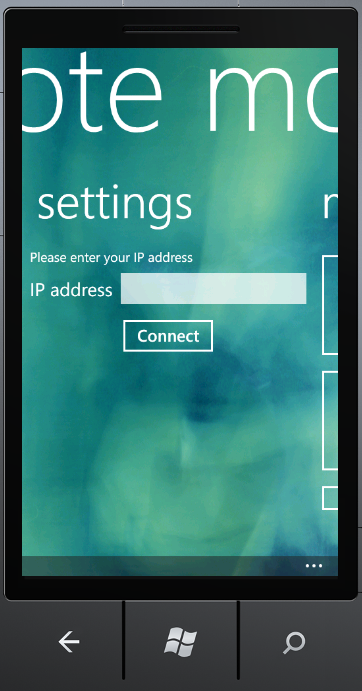 ote mo
settings
Please enter your IP address
IP address
Connect